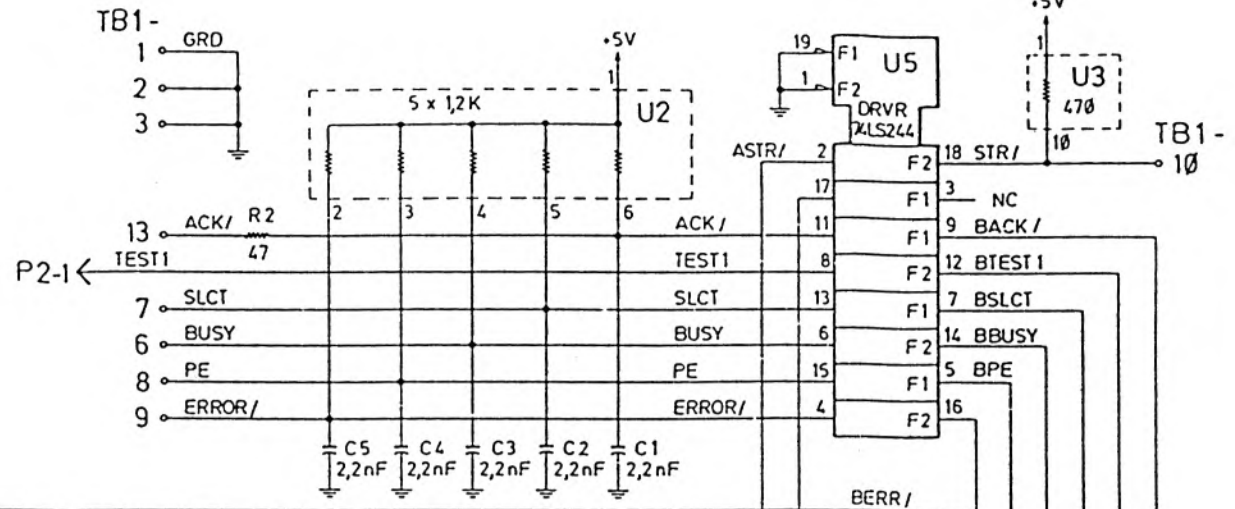 TB1-
1 GRD
2
3
+5V
1
5 x 1,2K
U2
2 3 4 5 6
19 F1
1 F2
U5
DRVR
74LS244
+5V
1
U3
470
10
TB1-
10
ASTR/ 2 F2 18 STR/
17 F1 3 NC
13 ACK/ R2 47 ACK/ 11 F1 9 BACK/
P2-1 TEST1 TEST1 8 F2 12 BTEST1
7 SLCT SLCT 13 F1 7 BSLCT
6 BUSY BUSY 6 F2 14 BBUSY
8 PE PE 15 F1 5 BPE
9 ERROR/ ERROR/ 4 F2 16
C5 C4 C3 C2 C1
2,2nF 2,2nF 2,2nF 2,2nF 2,2nF
BERR/